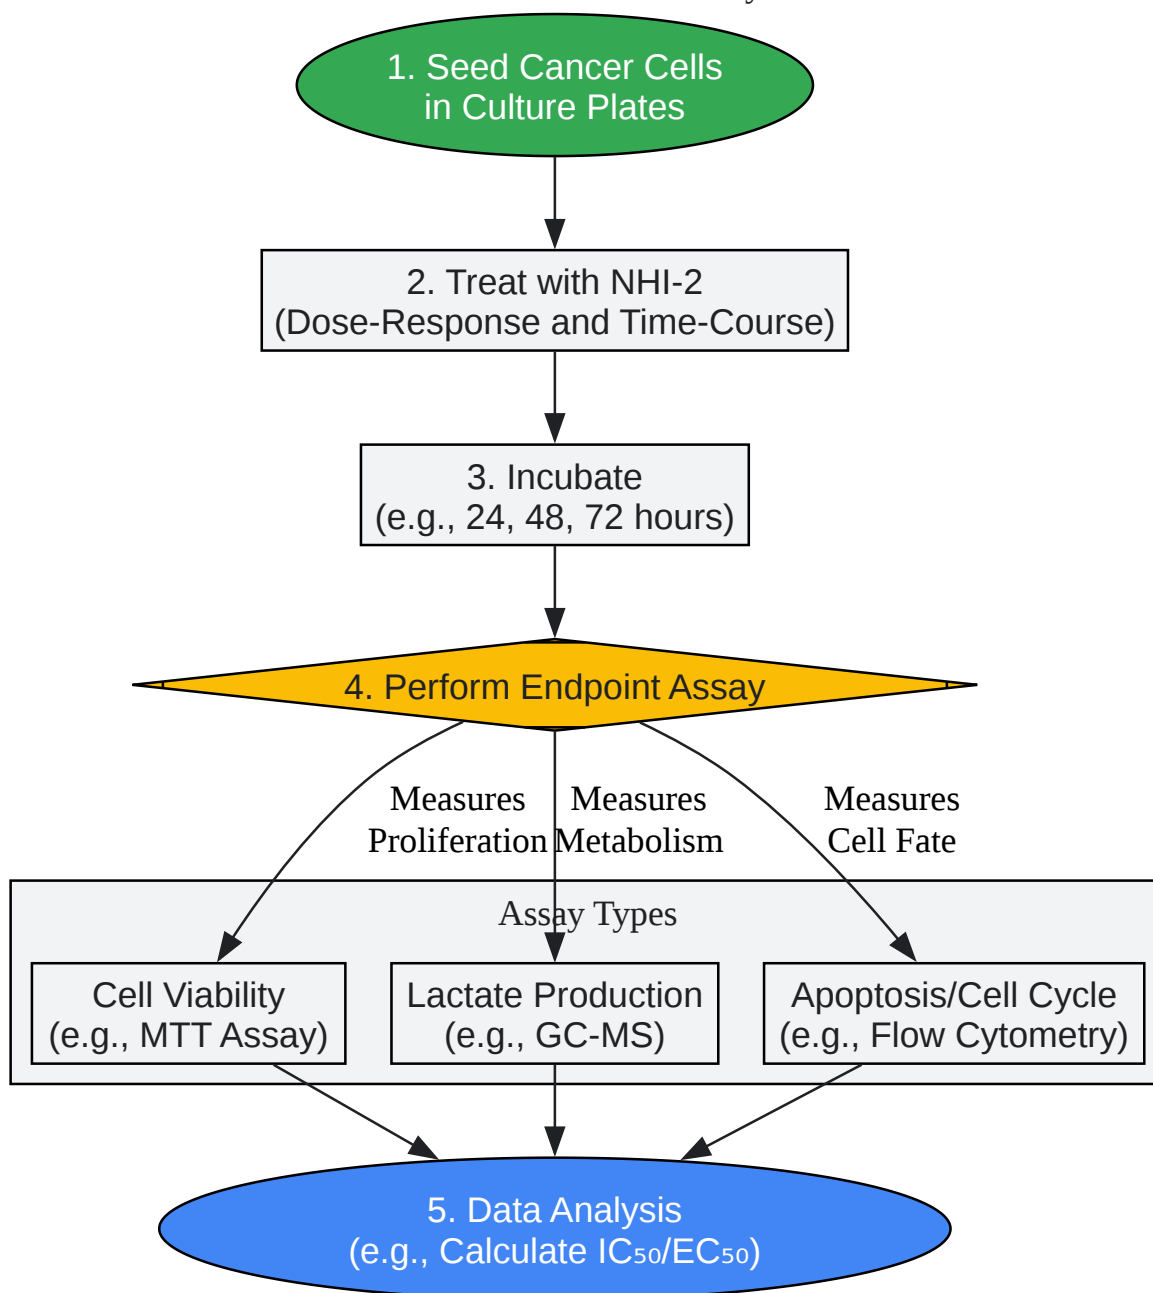 1. Seed Cancer Cells
in Culture Plates
2. Treat with NHI-2
(Dose-Response and Time-Course)
3. Incubate
(e.g., 24, 48, 72 hours)
4. Perform Endpoint Assay
Measures
Proliferation
Measures
Metabolism
Measures
Cell Fate
Assay Types
Cell Viability
(e.g., MTT Assay)
Lactate Production
(e.g., GC-MS)
Apoptosis/Cell Cycle
(e.g., Flow Cytometry)
5. Data Analysis
(e.g., Calculate IC₅₀/EC₅₀)